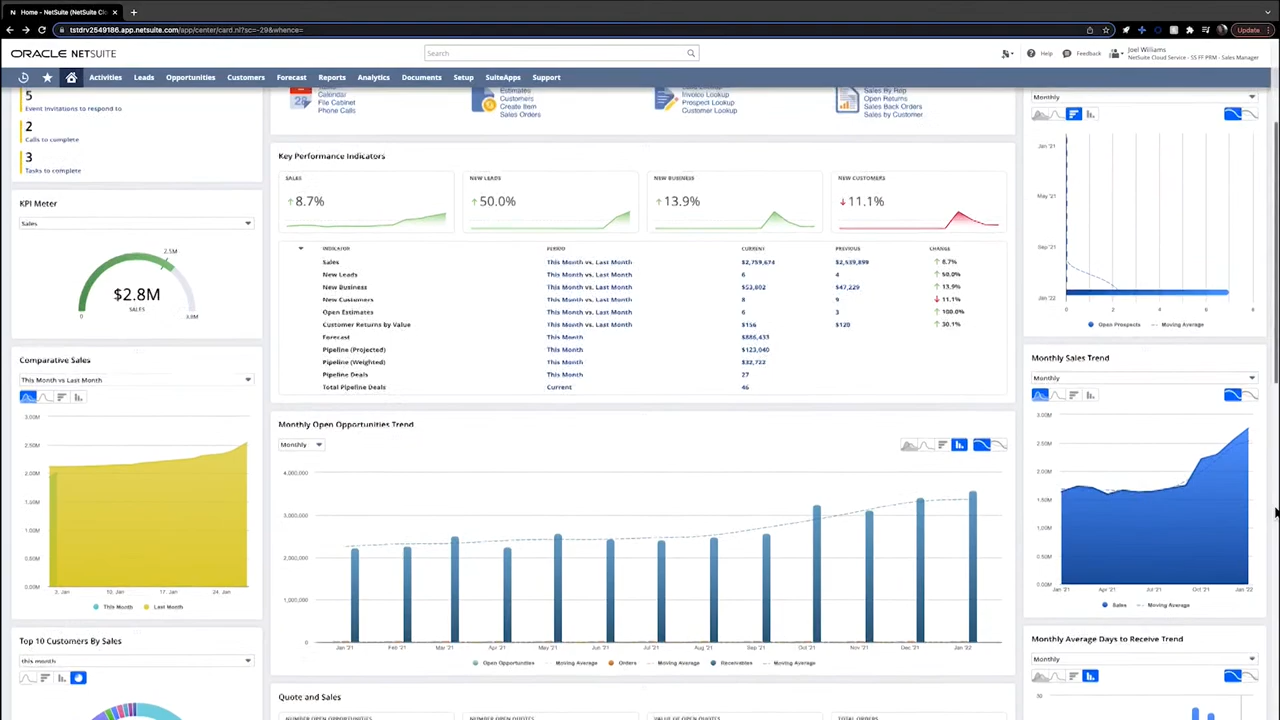 Home - NetSuite (NetSuite Clo
tstdrv2549186.app.netsuite.com/app/center/card.nl?sc=-29&whence=
Update
ORACLE NETSUITE
Search
Help
Feedback
Joel Williams
NetSuite Cloud Service - SS FF PRM - Sales Manager
Activities
Leads
Opportunities
Customers
Forecast
Reports
Analytics
Documents
Setup
SuiteApps
Support
5
Event Invitations to respond to
2
Calls to complete
3
Tasks to complete
28
Calendar
File Cabinet
Phone Calls
Estimates
Customers
Create Item
Sales Orders
Invoice Lookup
Prospect Lookup
Customer Lookup
Sales By Rep
Open Returns
Sales Back Orders
Sales by Customer
KPI Meter
Sales
2.5M
$2.8M
SALES
0
Comparative Sales
This Month vs Last Month
3.00M
2.50M
2.00M
1.50M
1.00M
0.00M
3. Jan
10. Jan
17. Jan
24. Jan
This Month
Last Month
Top 10 Customers By Sales
this month
Key Performance Indicators
SALES
8.7%
NEW LEADS
50.0%
NEW BUSINESS
13.9%
NEW CUSTOMERS
11.1%
INDICATOR PERIOD CURRENT PREVIOUS CHANGE
Sales This Month vs. Last Month $2,759,674 $2,539,899 8.7%
New Leads This Month vs. Last Month 6 4 50.0%
New Business This Month vs. Last Month $53,802 $47,229 13.9%
New Customers This Month vs. Last Month 8 9 11.1%
Open Estimates This Month vs. Last Month 6 3 100.0%
Customer Returns by Value This Month vs. Last Month $156 $120 30.1%
Forecast This Month $886,433
Pipeline (Projected) This Month $123,040
Pipeline (Weighted) This Month $32,722
Pipeline Deals This Month 27
Total Pipeline Deals Current 46
Monthly Open Opportunities Trend
Monthly
4,000,000
3,000,000
2,000,000
1,000,000
0
Jan '21
Feb '21
Mar '21
Apr '21
May '21
Jun '21
Jul '21
Aug '21
Sep '21
Oct '21
Nov '21
Dec '21
Jan '22
Open Opportunities
Moving Average
Orders
Moving Average
Receivables
Moving Average
Quote and Sales
NUMBER OPEN OPPORTUNITIES
NUMBER OPEN QUOTES
VALUE OF OPEN QUOTES
TOTAL ORDERS
Monthly
Jan '21
May '21
Sep '21
Jan '22
0
2
4
6
8
Open Prospects
Moving Average
Monthly Sales Trend
Monthly
3.00M
2.50M
2.00M
1.50M
1.00M
0.50M
0.00M
Jan '21
Apr '21
Jul '21
Oct '21
Jan '22
Sales
Moving Average
Monthly Average Days to Receive Trend
Monthly
50